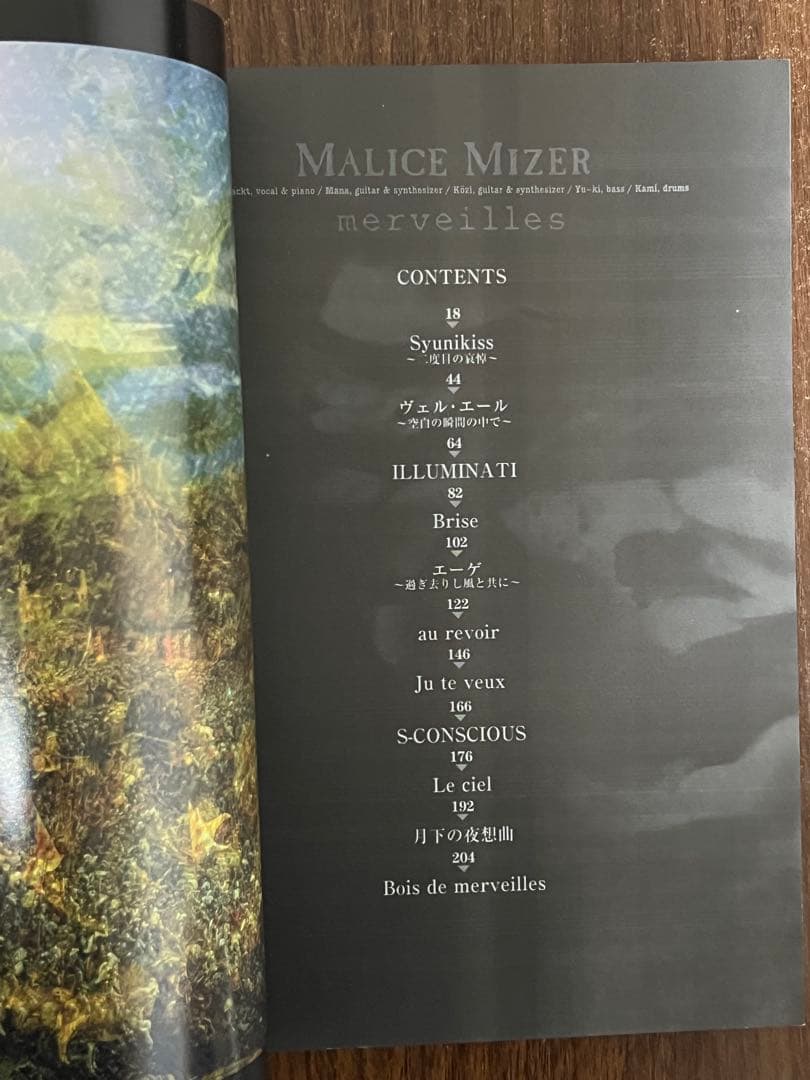 MALICE MIZER
ackt, vocal & piano / Mana, guitar & synthesizer / Közi, guitar & synthesizer / Yu~ki, bass / Kami, drums
merveilles
CONTENTS
18
Syunikiss
~二度目の哀悼~
44
ヴェル・エール
~空白の瞬間の中で~
64
ILLUMINATI
82
Brise
102
エーゲ
~過ぎ去りし風と共に~
122
au revoir
146
Ju te veux
166
S-CONSCIOUS
176
Le ciel
192
月下の夜想曲
204
Bois de merveilles